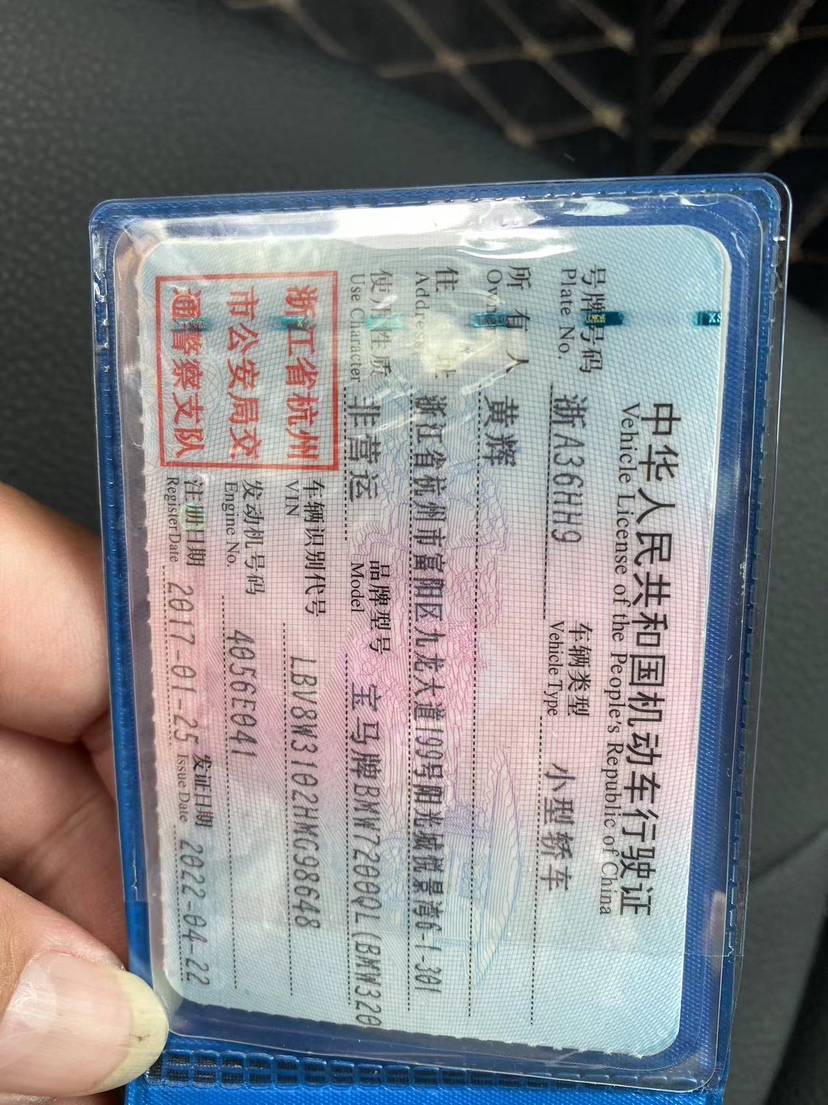 中华人民共和国机动车行驶证
Vehicle License of the People's Republic of China
号牌号码 浙A36HH9 车辆类型 小型轿车
Plate No. Vehicle Type
所有人 黄辉
住址 浙江省杭州市富阳区九龙大道199号阳光城悦景湾6-1-301
Address
使用性质 非营运 品牌型号 宝马牌BMW7200QL(BMW320
Use Character Model
浙江省杭州
市公安局交
通警察支队
车辆识别代号 LBV8W3102HMG98648
VIN
发动机号码 4056E041
Engine No.
注册日期 2017-01-25 发证日期 2022-04-22
Register Date Issue Date